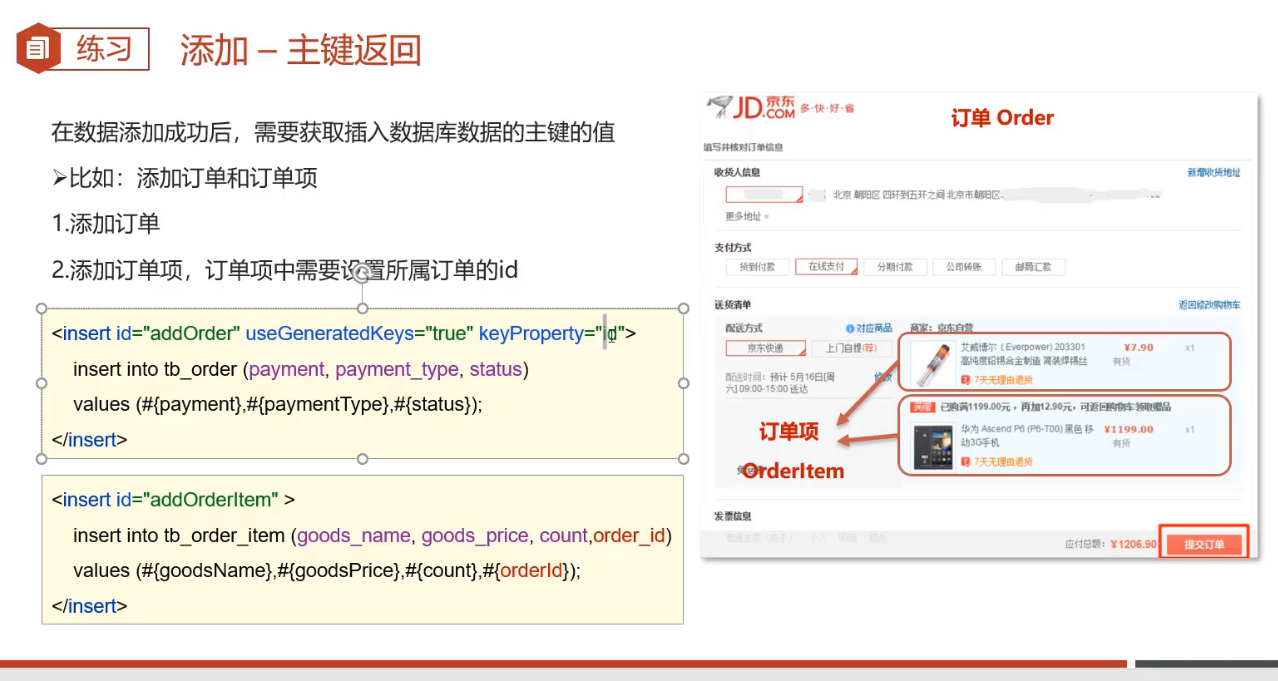 练习
添加 – 主键返回
在数据添加成功后，需要获取插入数据库数据的主键的值
➢比如：添加订单和订单项
1.添加订单
2.添加订单项，订单项中需要设置所属订单的id
<insert id="addOrder" useGeneratedKeys="true" keyProperty="id">
insert into tb_order (payment, payment_type, status)
values (#{payment},#{paymentType},#{status});
</insert>
<insert id="addOrderItem" >
insert into tb_order_item (goods_name, goods_price, count,order_id)
values (#{goodsName},#{goodsPrice},#{count},#{orderId});
</insert>
JD.COM 京东 多·快·好·省
订单 Order
填写并核对订单信息
收货人信息 新增收货地址
北京 朝阳区 四环到五环之间 北京市朝阳区
更多地址
支付方式
货到付款 在线支付 分期付款 公司转账 邮局汇款
送货清单 返回修改购物车
配送方式 对应商品 商家：京东自营
京东快递 上门自提(荐)
艾威博尔（Everpower) 203301 ¥7.90 x1
高纯度铅锡合金制造 简装焊锡丝 有货
7天无理由退货
配送时间：预计 5月16日[周
六] 09:00-15:00 送达
修改
满赠 已购满1199.00元，再加12.90元，可返回购物车领取赠品
订单项
OrderItem
华为 Ascend P6 (P6-T00) 黑色 移 ¥1199.00 x1
动3G手机 有货
7天无理由退货
发票信息
应付总额：¥1206.90 提交订单